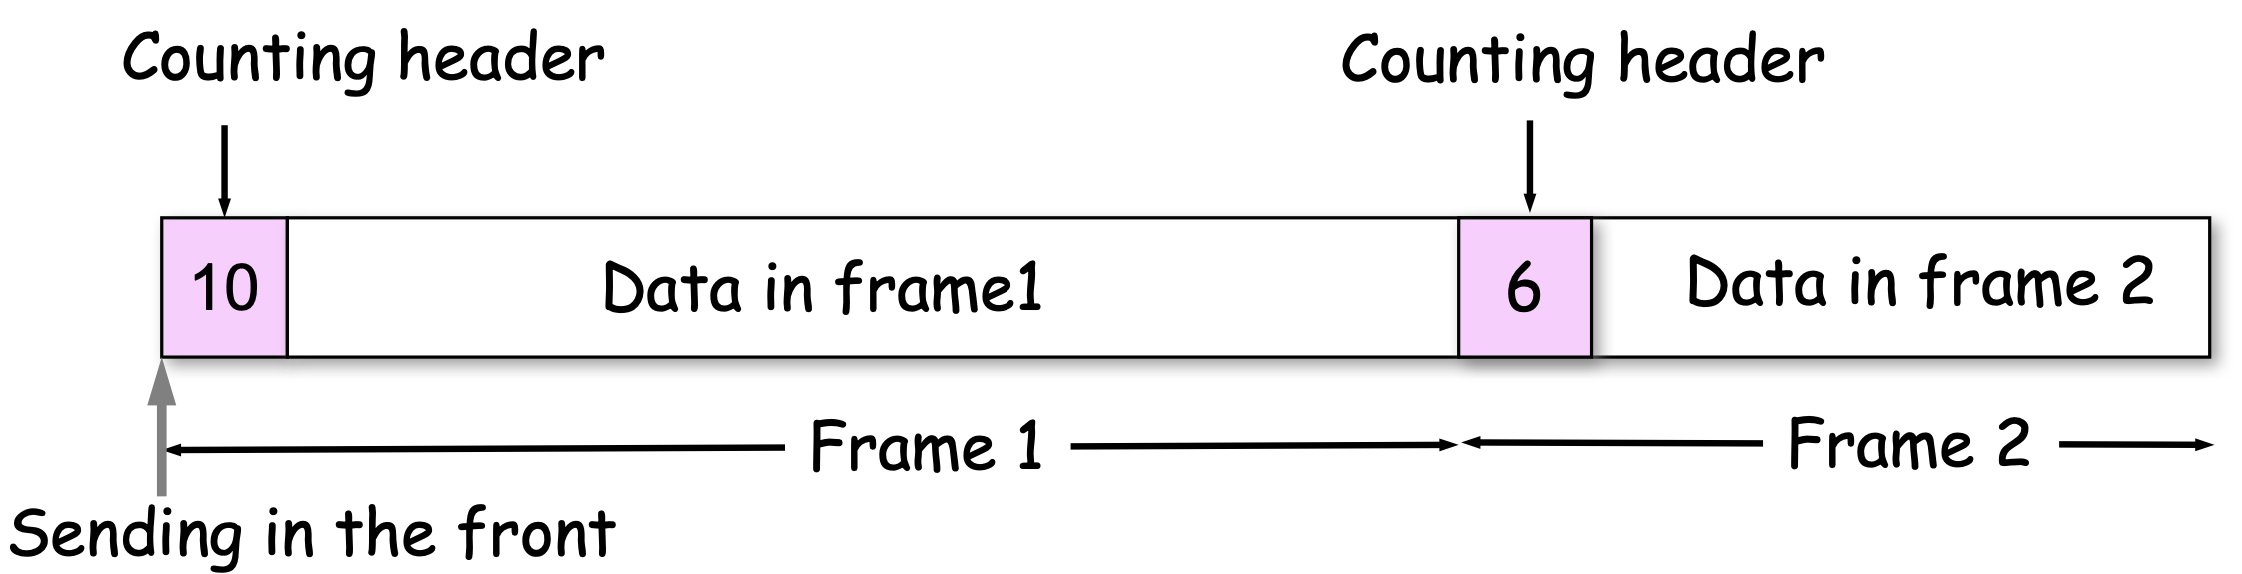 Counting header
Counting header
10
Data in frame1
6
Data in frame 2
Frame 1
Frame 2
Sending in the front